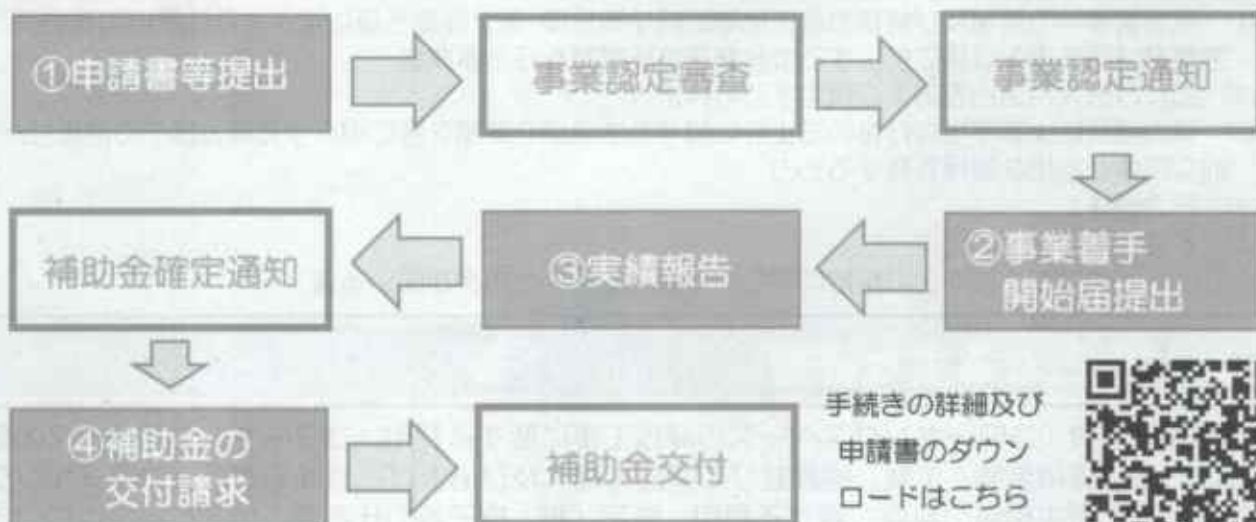 ①申請書等提出
事業認定審査
事業認定通知
②事業着手
開始届提出
③実績報告
補助金確定通知
④補助金の
交付請求
補助金交付
手続きの詳細及び
申請書のダウン
ロードはこちら